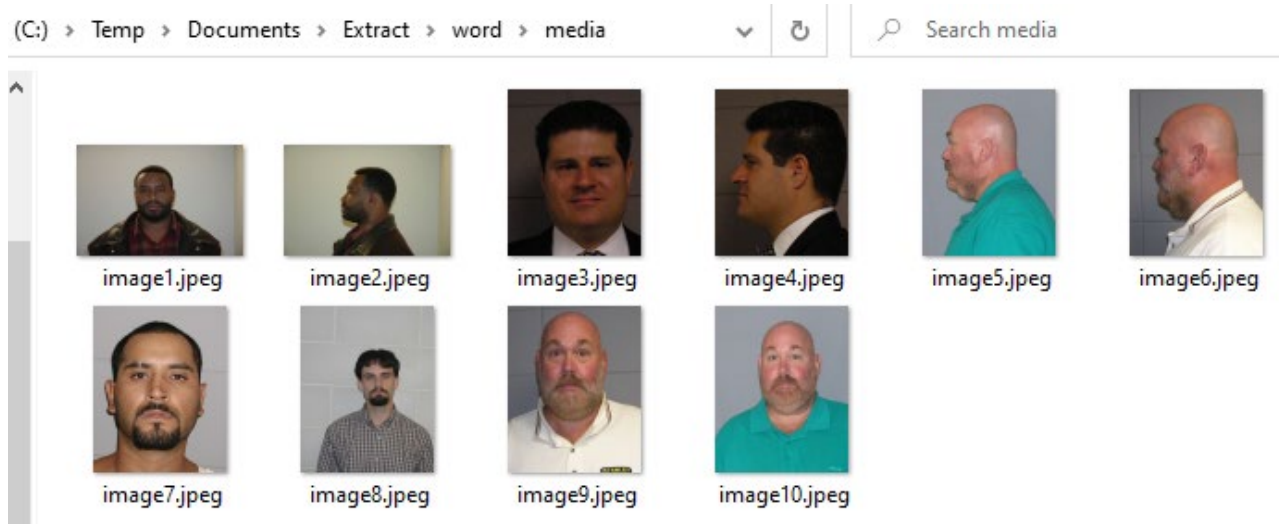 (C:) > Temp > Documents > Extract > word > media
Search media
image1.jpeg
image2.jpeg
image3.jpeg
image4.jpeg
image5.jpeg
image6.jpeg
image7.jpeg
image8.jpeg
image9.jpeg
image10.jpeg